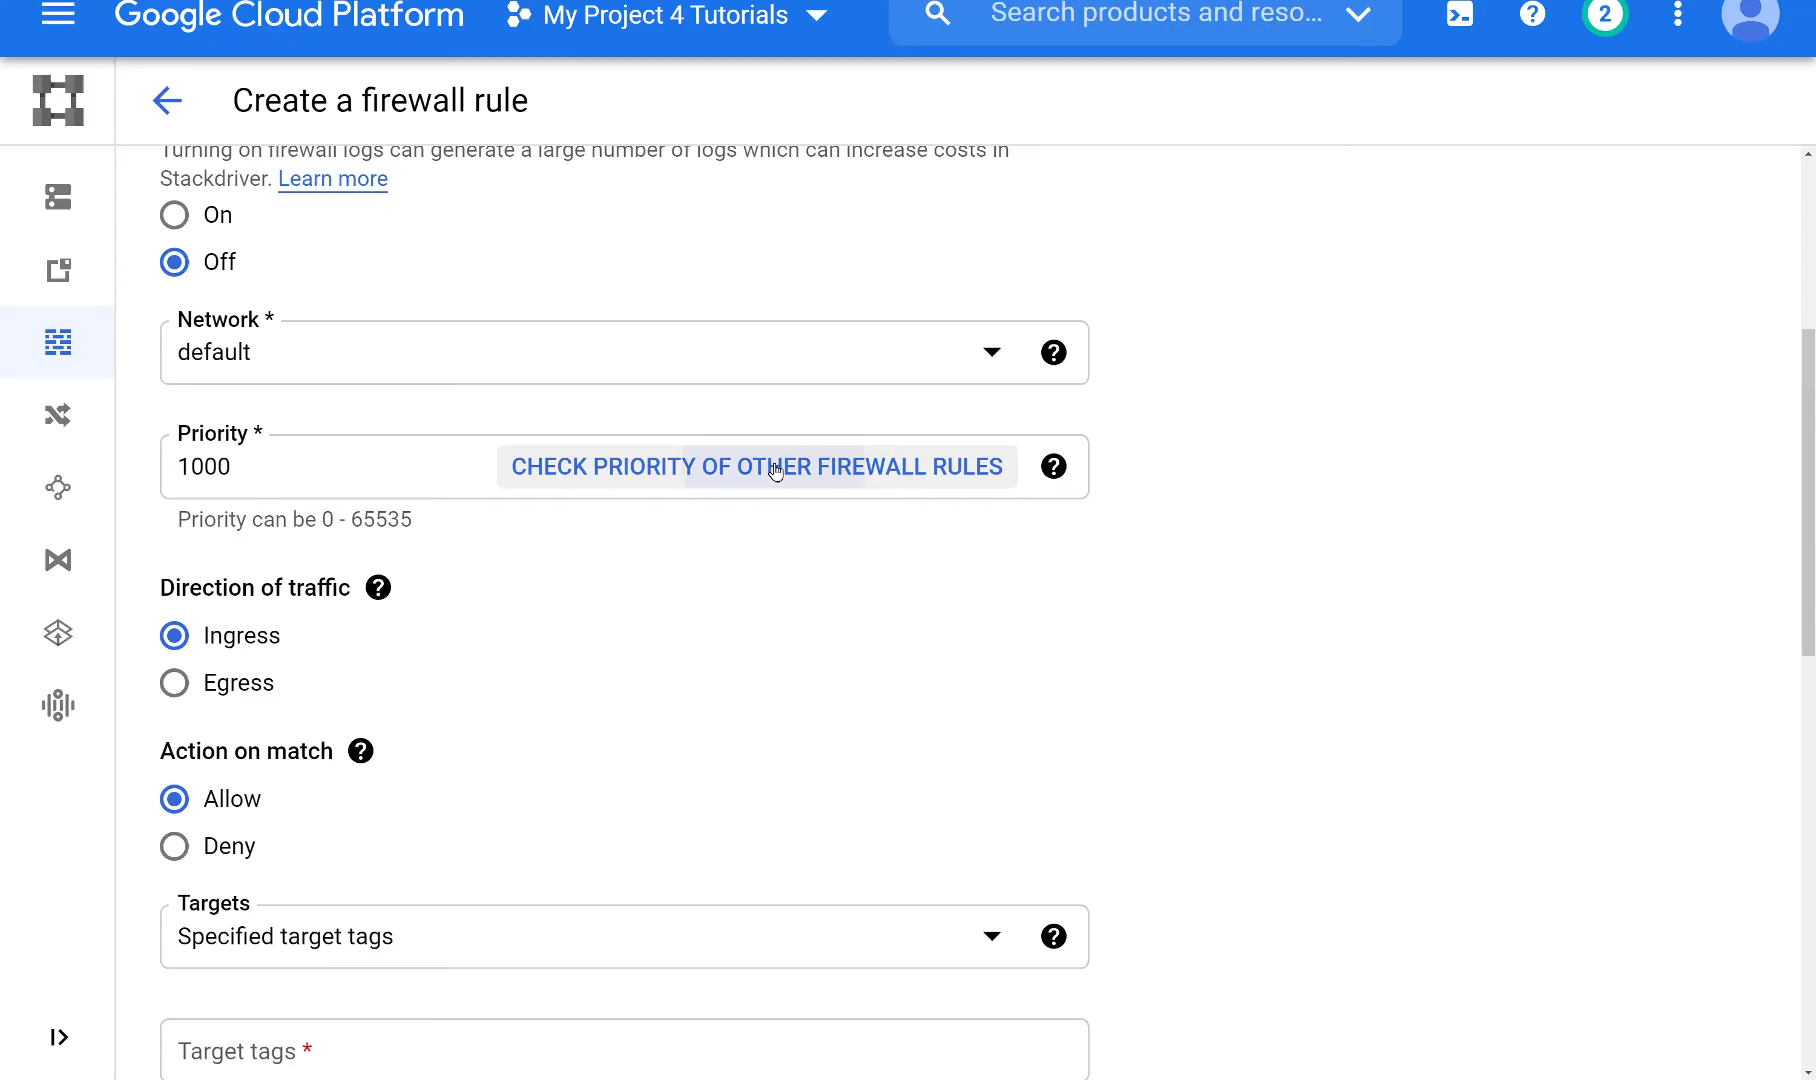 Google Cloud Platform
My Project 4 Tutorials
Search products and reso...
2
Create a firewall rule
Turning on firewall logs can generate a large number of logs which can increase costs in
Stackdriver. Learn more
On
Off
Network *
default
Priority *
1000
CHECK PRIORITY OF OTHER FIREWALL RULES
Priority can be 0 - 65535
Direction of traffic
Ingress
Egress
Action on match
Allow
Deny
Targets
Specified target tags
Target tags *